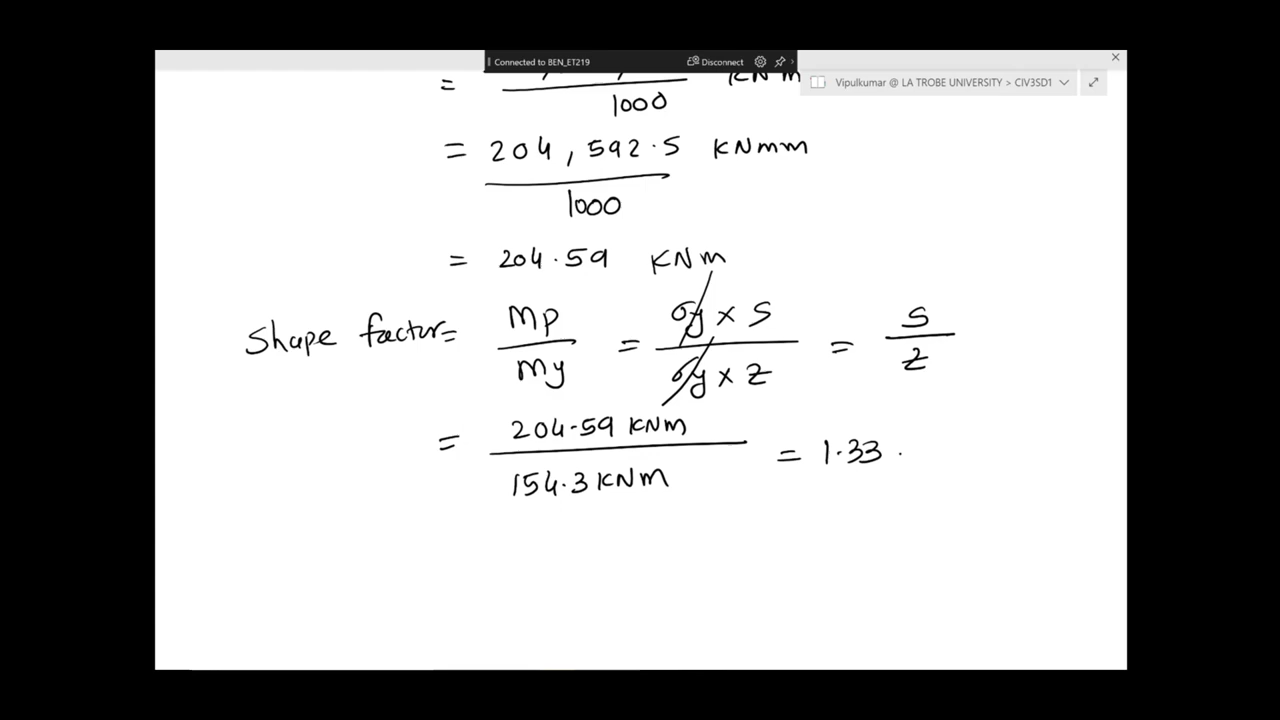 Connected to BEN_ET219 Disconnect
Vipulkumar @ LA TROBE UNIVERSITY > CIV3SD1
= KNm
1000
= 204,592.5 KNmm
1000
= 204.59 KNm
Shape factor = Mp / My = σy x S / σy x Z = S / Z
= 204.59 KNm / 154.3 KNm = 1.33.